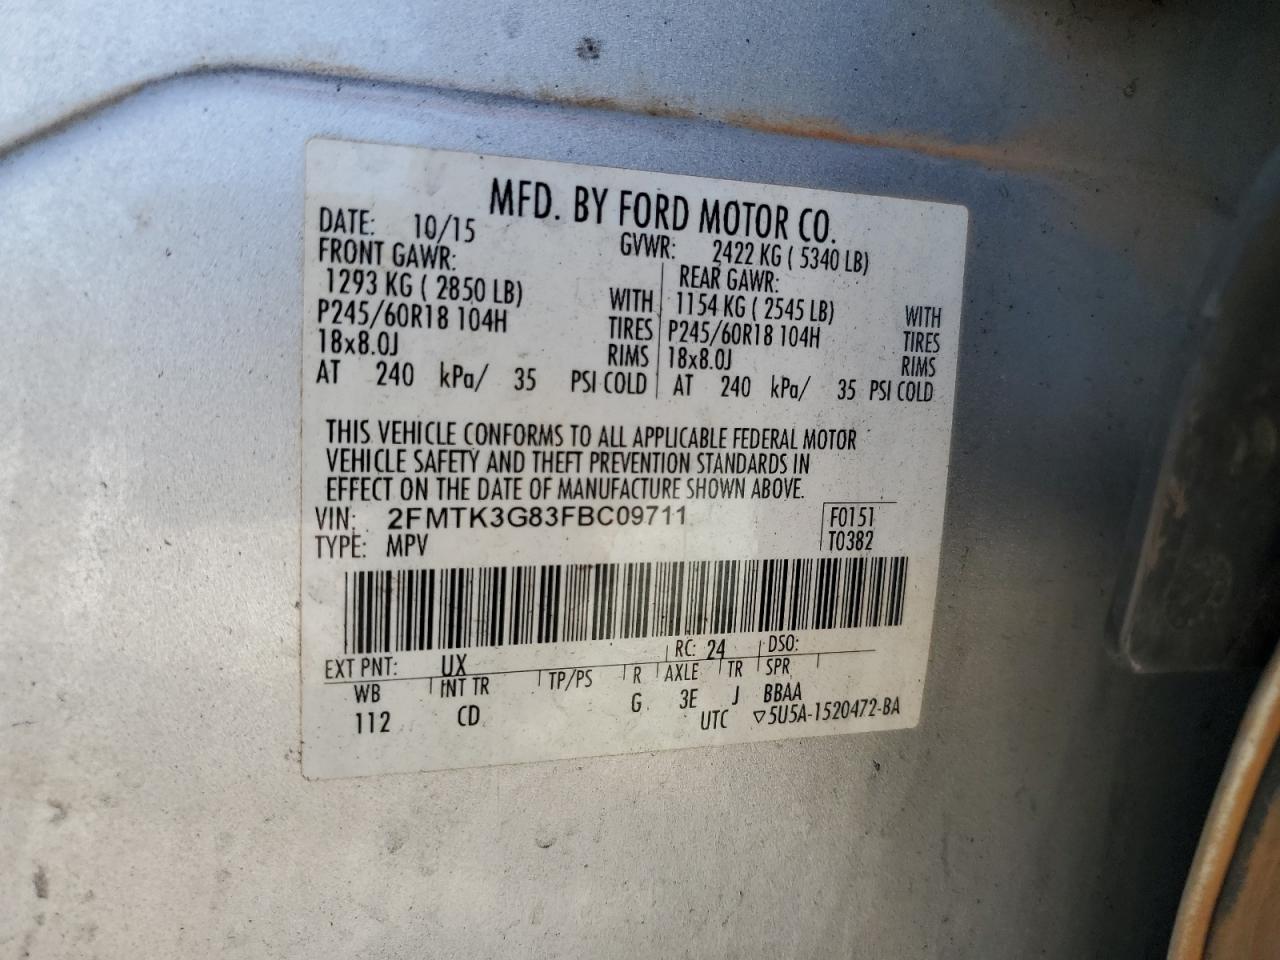 MFD. BY FORD MOTOR CO.
DATE: 10/15 GVWR: 2422 KG ( 5340 LB)
FRONT GAWR: REAR GAWR:
1293 KG ( 2850 LB) WITH 1154 KG ( 2545 LB) WITH
P245/60R18 104H TIRES P245/60R18 104H TIRES
18x8.0J RIMS 18x8.0J RIMS
AT 240 kPa/ 35 PSI COLD AT 240 kPa/ 35 PSI COLD
THIS VEHICLE CONFORMS TO ALL APPLICABLE FEDERAL MOTOR
VEHICLE SAFETY AND THEFT PREVENTION STANDARDS IN
EFFECT ON THE DATE OF MANUFACTURE SHOWN ABOVE.
VIN: 2FMTK3G83FBC09711 F0151
TYPE: MPV T0382
EXT PNT: UX RC: 24 DSO:
WB INT TR TP/PS R AXLE TR SPR
112 CD G 3E J BBAA
UTC ▽5U5A-1520472-BA